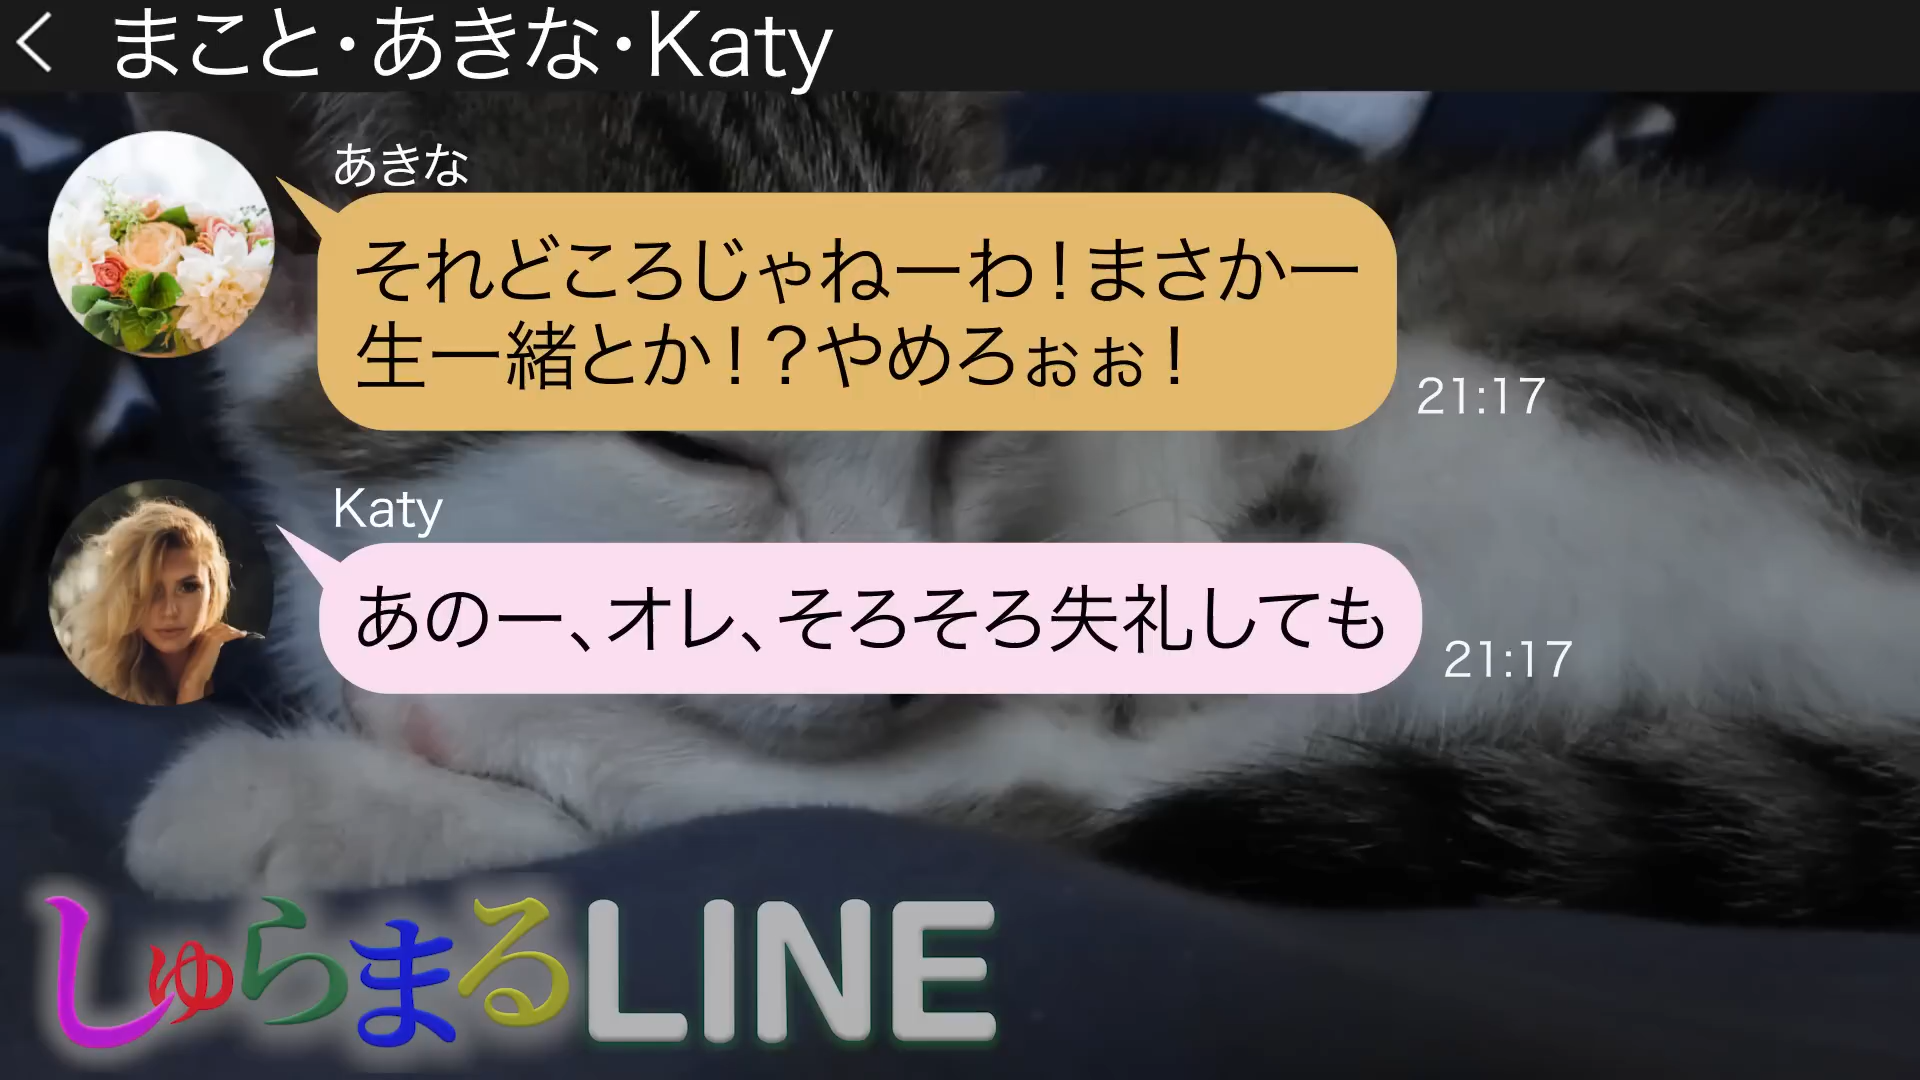 まこと・あきな・Katy
あきな
それどころじゃねーわ！まさか一
生一緒とか！？やめろぉぉ！
21:17
Katy
あのー、オレ、そろそろ失礼しても
21:17
しゅらまるLINE